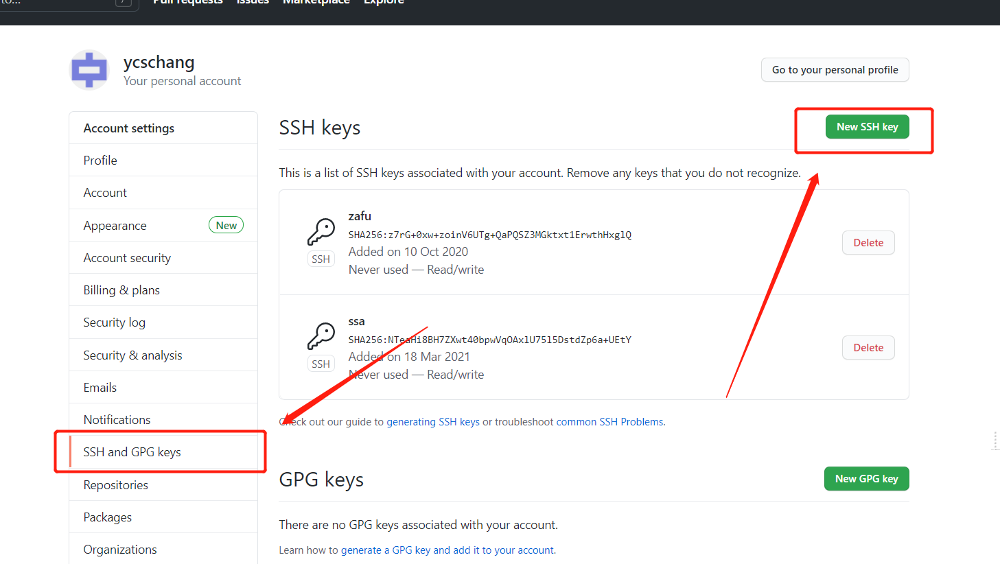 to...
/
Pull requests Issues Marketplace Explore
ycschang
Your personal account
Go to your personal profile
Account settings
Profile
Account
Appearance New
Account security
Billing & plans
Security log
Security & analysis
Emails
Notifications
SSH and GPG keys
Repositories
Packages
Organizations
SSH keys
New SSH key
This is a list of SSH keys associated with your account. Remove any keys that you do not recognize.
zafu
SHA256:z7rG+0xw+zoinV6UTg+QaPQSZ3MGktxt1ErwthHxglQ
Added on 10 Oct 2020
Never used — Read/write
SSH
Delete
ssa
SHA256:NTeaHi8BH7ZXwt40bpwVqOAxlU75l5DstdZp6a+UEtY
Added on 18 Mar 2021
Never used — Read/write
SSH
Delete
Check out our guide to generating SSH keys or troubleshoot common SSH Problems.
GPG keys
New GPG key
There are no GPG keys associated with your account.
Learn how to generate a GPG key and add it to your account.